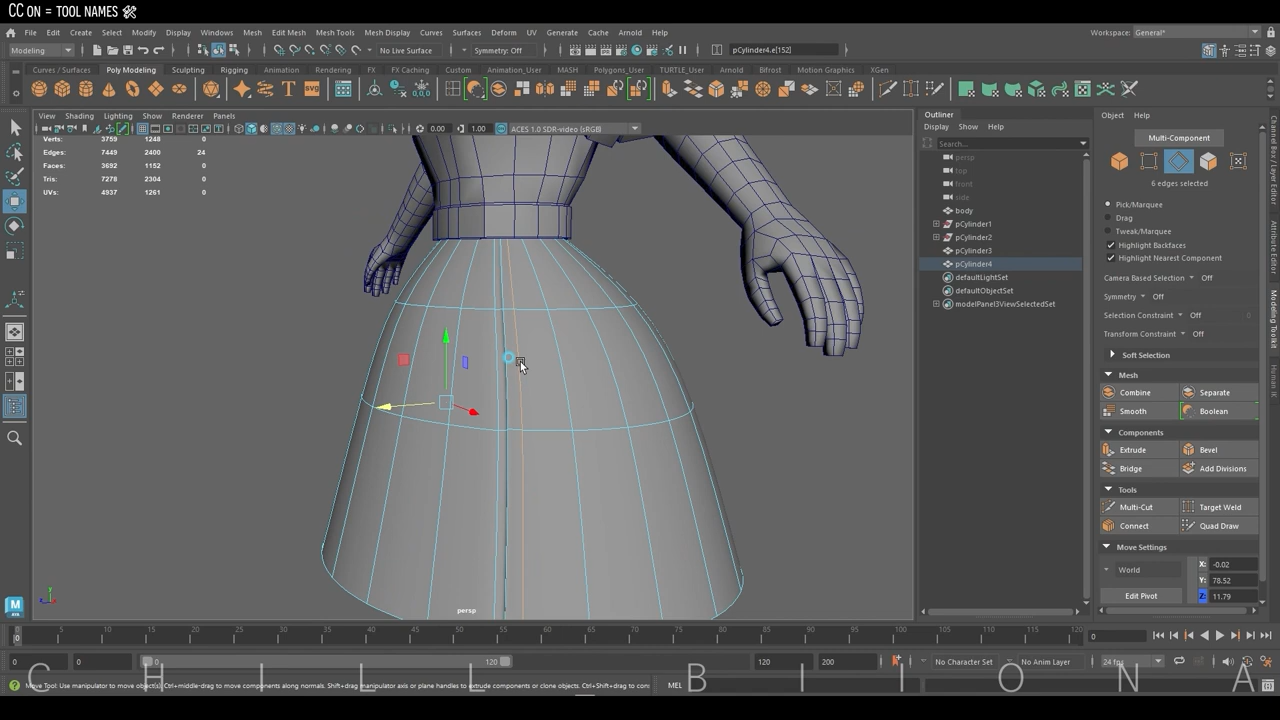 CC ON = TOOL NAMES
File Edit Create Select Modify Display Windows Mesh Edit Mesh Mesh Tools Mesh Display Curves Surfaces Deform UV Generate Cache Arnold Help
Workspace: General*
Modeling
No Live Surface
Symmetry: Off
pCylinder4.e[152]
Curves / Surfaces Poly Modeling Sculpting Rigging Animation Rendering FX FX Caching Custom Animation_User MASH Polygons_User TURTLE_User Arnold Bifrost Motion Graphics XGen
View Shading Lighting Show Renderer Panels
0.00 1.00 ACES 1.0 SDR-video (sRGB)
Verts: 3759 1248 0
Edges: 7449 2400 24
Faces: 3692 1152 0
Tris: 7278 2304 0
UVs: 4937 1261 0
persp
Outliner
Display Show Help
Search...
persp
top
front
side
body
pCylinder1
pCylinder2
pCylinder3
pCylinder4
defaultLightSet
defaultObjectSet
modelPanel3ViewSelectedSet
Object Help
Multi-Component
6 edges selected
Pick/Marquee
Drag
Tweak/Marquee
Highlight Backfaces
Highlight Nearest Component
Camera Based Selection Off
Symmetry Off
Selection Constraint Off
Transform Constraint Off
Soft Selection
Mesh
Combine Separate
Smooth Boolean
Components
Extrude Bevel
Bridge Add Divisions
Tools
Multi-Cut Target Weld
Connect Quad Draw
Move Settings
World
X: -0.02
Y: 78.52
Z: 11.79
Edit Pivot
Channel Box / Layer Editor
Attribute Editor
Modeling Toolkit
Human IK
0 5 10 15 20 25 30 35 40 45 50 55 60 65 70 75 80 85 90 95 100 105 110 115 120
0
0 0 0 120 120 200
No Character Set
No Anim Layer
24 fps
CHILLBIIONA
Move Tool: Use manipulator to move object(s). Ctrl+middle-drag to move components along normals. Shift+drag manipulator axis or plane handles to extrude components or clone objects. Ctrl+Shift+drag to con
MEL